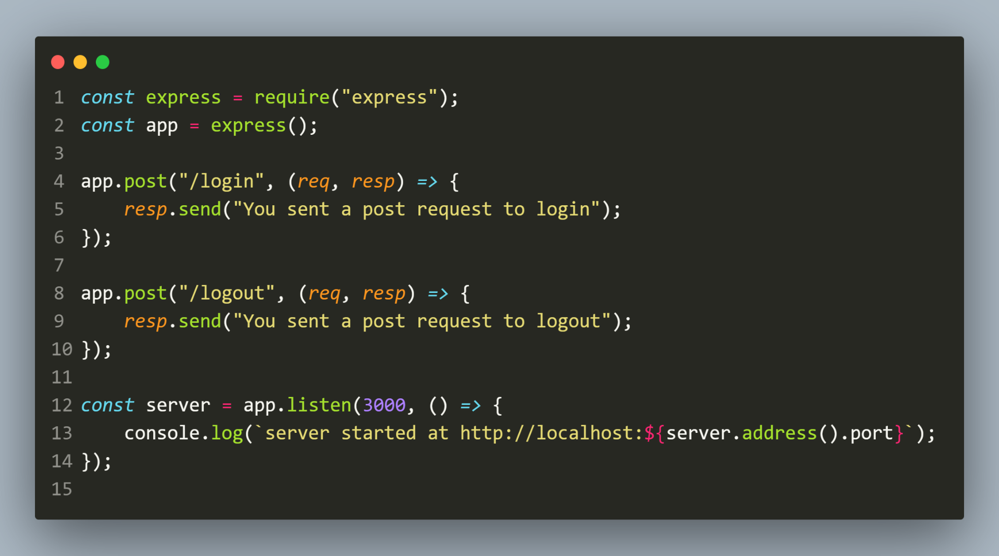 1 const express = require("express");
2 const app = express();
3
4 app.post("/login", (req, resp) => {
5     resp.send("You sent a post request to login");
6 });
7
8 app.post("/logout", (req, resp) => {
9     resp.send("You sent a post request to logout");
10 });
11
12 const server = app.listen(3000, () => {
13     console.log(`server started at http://localhost:${server.address().port}`);
14 });
15